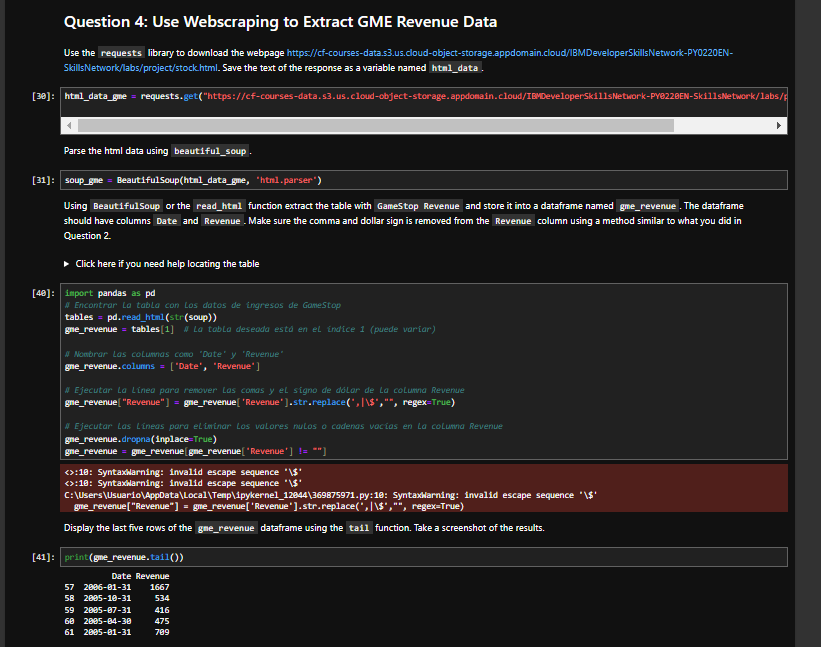 Question 4: Use Webscraping to Extract GME Revenue Data
Use the requests library to download the webpage https://cf-courses-data.s3.us.cloud-object-storage.appdomain.cloud/IBMDeveloperSkillsNetwork-PY0220EN-
SkillsNetwork/labs/project/stock.html. Save the text of the response as a variable named html_data.
[30]: html_data_gme = requests.get("https://cf-courses-data.s3.us.cloud-object-storage.appdomain.cloud/IBMDeveloperSkillsNetwork-PY0220EN-SkillsNetwork/labs/p
Parse the html data using beautiful_soup.
[31]: soup_gme = BeautifulSoup(html_data_gme, 'html.parser')
Using BeautifulSoup or the read_html function extract the table with GameStop Revenue and store it into a dataframe named gme_revenue. The dataframe
should have columns Date and Revenue. Make sure the comma and dollar sign is removed from the Revenue column using a method similar to what you did in
Question 2.
Click here if you need help locating the table
[40]: import pandas as pd
# Encontrar la tabla con los datos de ingresos de GameStop
tables = pd.read_html(str(soup))
gme_revenue = tables[1]  # la tabla deseada está en el índice 1 (puede variar)
# Nombrar las columnas como 'Date' y 'Revenue'
gme_revenue.columns = ['Date', 'Revenue']
# Ejecutar la línea para remover las comas y el signo de dólar de la columna Revenue
gme_revenue["Revenue"] = gme_revenue['Revenue'].str.replace(',|\$',"", regex=True)
# Ejecutar las líneas para eliminar los valores nulos o cadenas vacías en la columna Revenue
gme_revenue.dropna(inplace=True)
gme_revenue = gme_revenue[gme_revenue['Revenue'] != ""]
<>:10: SyntaxWarning: invalid escape sequence '\$'
<>:10: SyntaxWarning: invalid escape sequence '\$'
C:\Users\Usuario\AppData\Local\Temp\ipykernel_12044\369875971.py:10: SyntaxWarning: invalid escape sequence '\$'
gme_revenue["Revenue"] = gme_revenue['Revenue'].str.replace(',|\$',"", regex=True)
Display the last five rows of the gme_revenue dataframe using the tail function. Take a screenshot of the results.
[41]: print(gme_revenue.tail())
Date Revenue
57 2006-01-31 1667
58 2005-10-31 534
59 2005-07-31 416
60 2005-04-30 475
61 2005-01-31 709